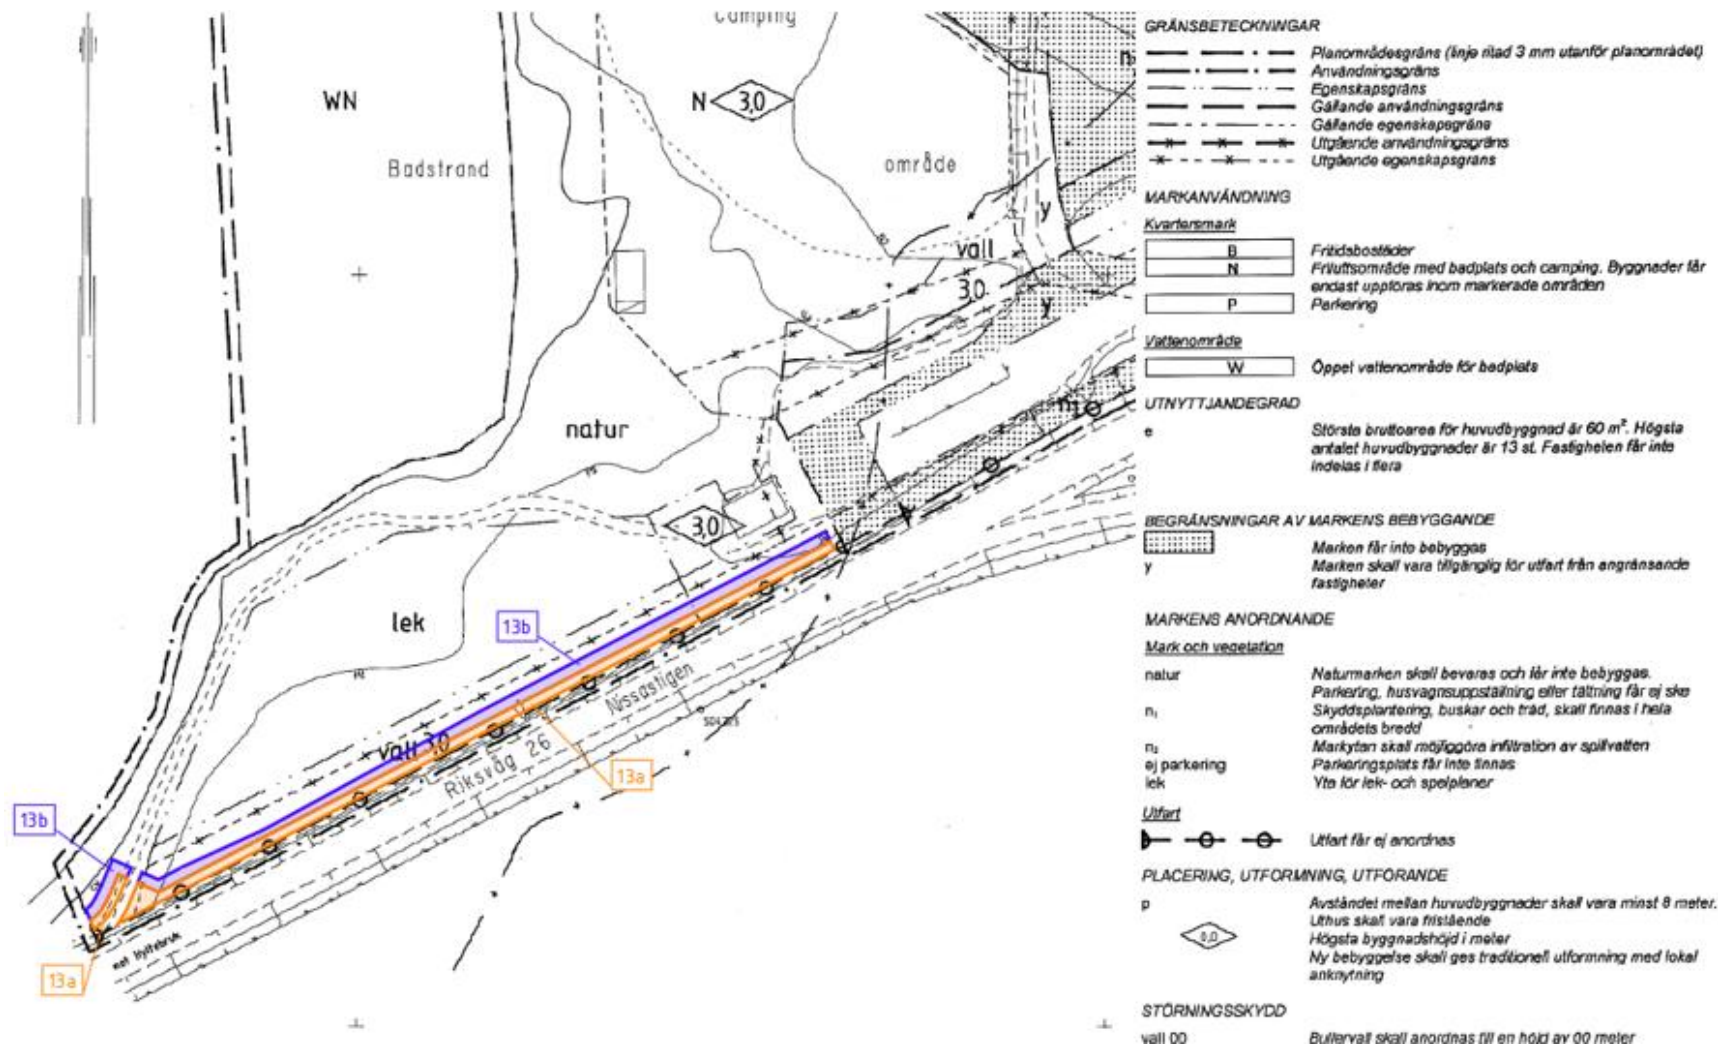 Camping
WN
N 3,0
Badstrand
område
y
vall
3,0
y
natur
n₁
3,0
lek
13b
Nissastigen
vall 3,0
Riksväg 26
13a
13b
13a
mot Hyltebruk
GRÄNSBETECKNINGAR
Planområdesgräns (linje ritad 3 mm utanför planområdet)
Användningsgräns
Egenskapsgräns
Gällande användningsgräns
Gällande egenskapsgräns
Utgående användningsgräns
Utgående egenskapsgräns
MARKANVÄNDNING
Kvartersmark
B Fritidsbostäder
N Friluftsområde med badplats och camping. Byggnader får
endast uppföras inom markerade områden
P Parkering
Vattenområde
W Öppet vattenområde för badplats
UTNYTTJANDEGRAD
e Största bruttoarea för huvudbyggnad är 60 m². Högsta
antalet huvudbyggnader är 13 st. Fastigheten får inte
indelas i flera
BEGRÄNSNINGAR AV MARKENS BEBYGGANDE
Marken får inte bebyggas
y Marken skall vara tillgänglig för utfart från angränsande
fastigheter
MARKENS ANORDNANDE
Mark och vegetation
natur Naturmarken skall bevaras och får inte bebyggas.
Parkering, husvagnsuppställning eller tältning får ej ske
n₁ Skyddsplantering, buskar och träd, skall finnas i hela
områdets bredd
n₂ Markytan skall möjliggöra infiltration av spillvatten
ej parkering Parkeringsplats får inte finnas
lek Yta för lek- och spelplaner
Utfart
Utfart får ej anordnas
PLACERING, UTFORMNING, UTFÖRANDE
p Avståndet mellan huvudbyggnader skall vara minst 8 meter.
Uthus skall vara fristående
0,0 Högsta byggnadshöjd i meter
Ny bebyggelse skall ges traditionell utformning med lokal
anknytning
STÖRNINGSSKYDD
vall 00 Bullervall skall anordnas till en höjd av 00 meter